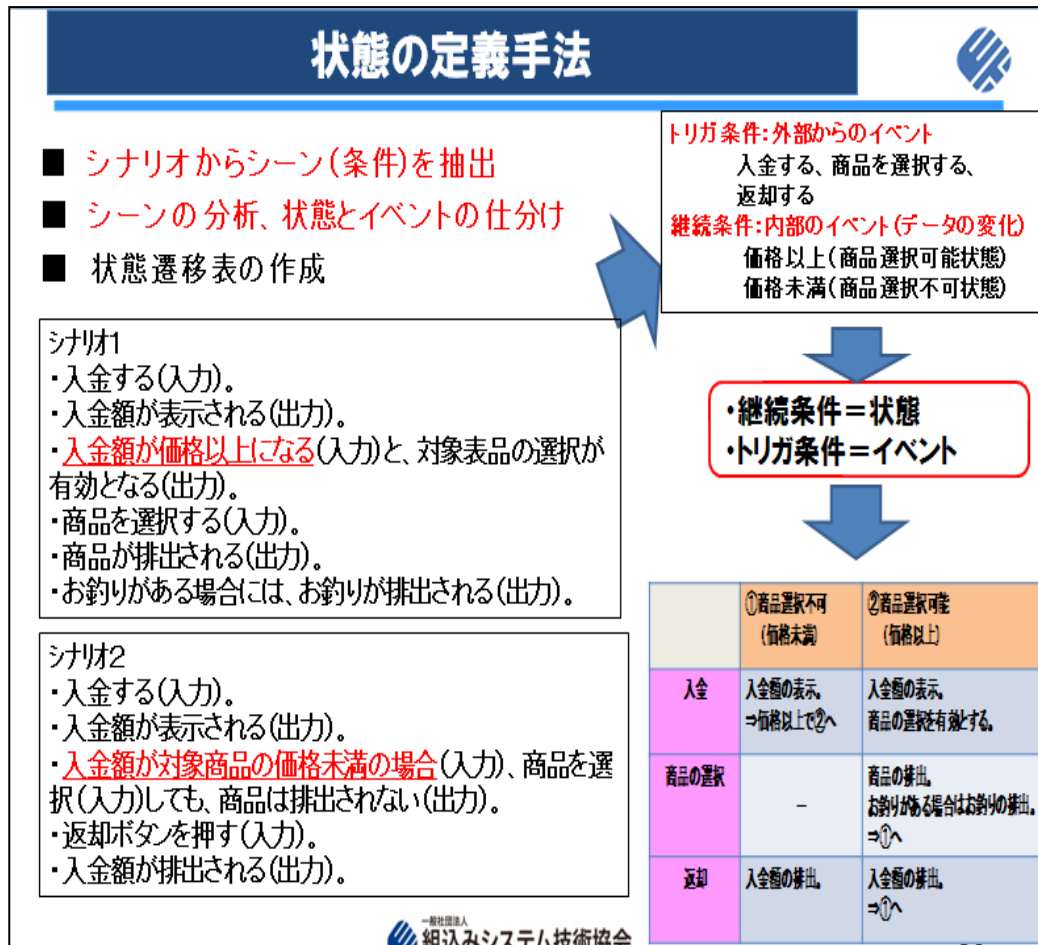 状態の定義手法
■ シナリオからシーン(条件)を抽出
■ シーンの分析、状態とイベントの仕分け
■ 状態遷移表の作成
トリガ条件:外部からのイベント
入金する、商品を選択する、
返却する
継続条件:内部のイベント(データの変化)
価格以上(商品選択可能状態)
価格未満(商品選択不可状態)
・継続条件＝状態
・トリガ条件＝イベント
シナリオ1
・入金する(入力)。
・入金額が表示される(出力)。
・入金額が価格以上になる(入力)と、対象表品の選択が
有効となる(出力)。
・商品を選択する(入力)。
・商品が排出される(出力)。
・お釣りがある場合には、お釣りが排出される(出力)。
シナリオ2
・入金する(入力)。
・入金額が表示される(出力)。
・入金額が対象商品の価格未満の場合(入力)、商品を選
択(入力)しても、商品は排出されない(出力)。
・返却ボタンを押す(入力)。
・入金額が排出される(出力)。
①商品選択不可
(価格未満)
②商品選択可能
(価格以上)
入金
入金額の表示。
⇒価格以上で②へ
入金額の表示。
商品の選択を有効とする。
商品の選択
－
商品の排出。
お釣りがある場合はお釣りの排出。
⇒①へ
返却
入金額の排出。
入金額の排出。
⇒①へ
一般社団法人
組込みシステム技術協会